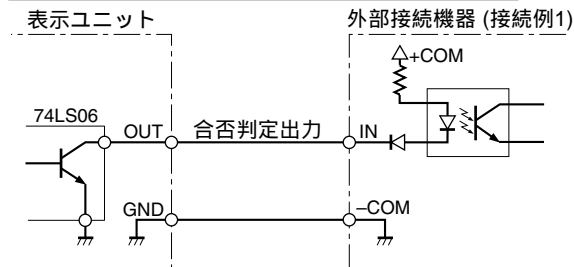 表示ユニット
外部接続機器 (接続例1)
+COM
74LS06
OUT
合否判定出力
IN
GND
–COM